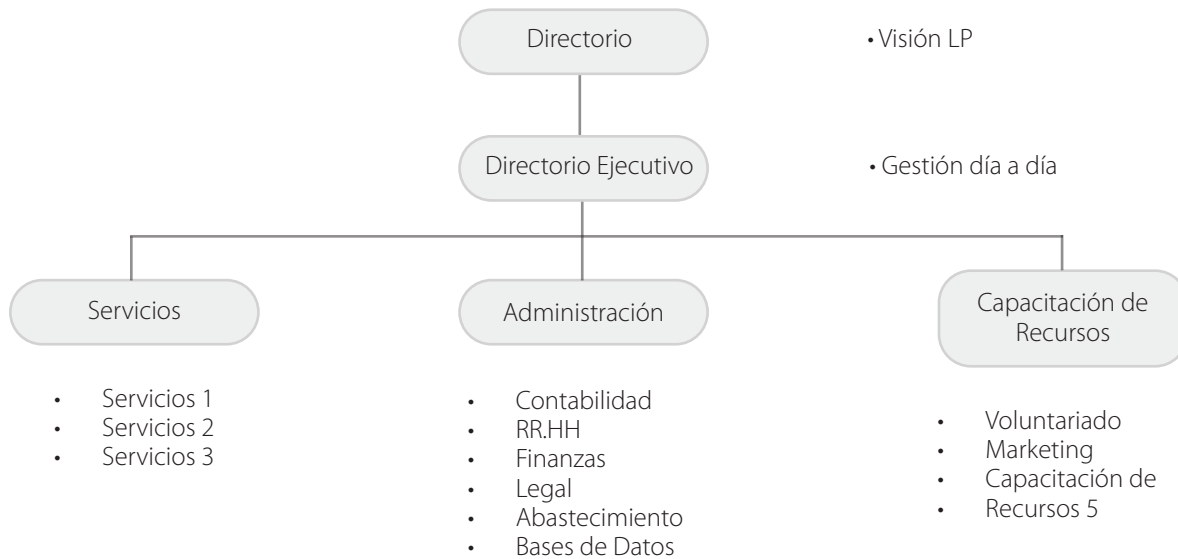 Directorio
• Visión LP
Directorio Ejecutivo
• Gestión día a día
Servicios
• Servicios 1
• Servicios 2
• Servicios 3
Administración
• Contabilidad
• RR.HH
• Finanzas
• Legal
• Abastecimiento
• Bases de Datos
Capacitación de
Recursos
• Voluntariado
• Marketing
• Capacitación de
• Recursos 5